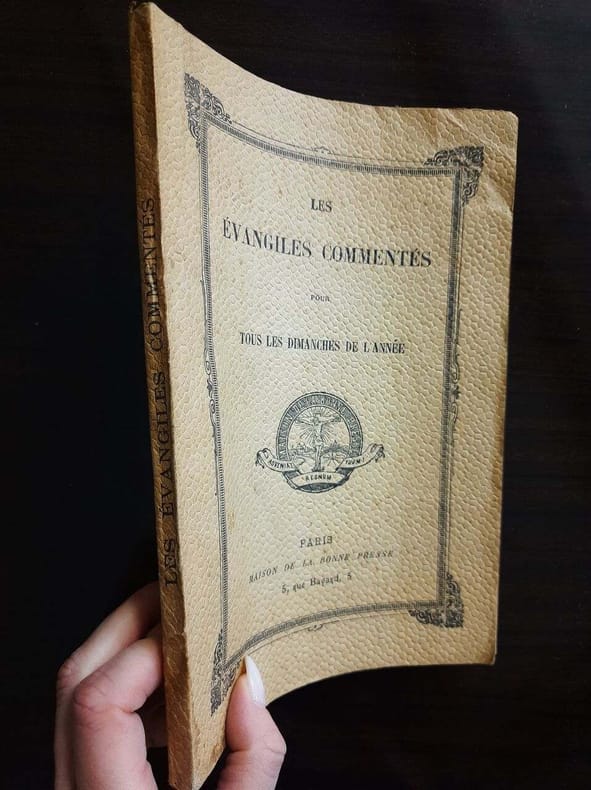 LES ÉVANGILES COMMENTÉS
LES
ÉVANGILES COMMENTÉS
POUR
TOUS LES DIMANCHES DE L'ANNÉE
ADVENIAT
REGNUM
TUUM
PARIS
MAISON DE LA BONNE PRESSE
5, rue Bayard, 5